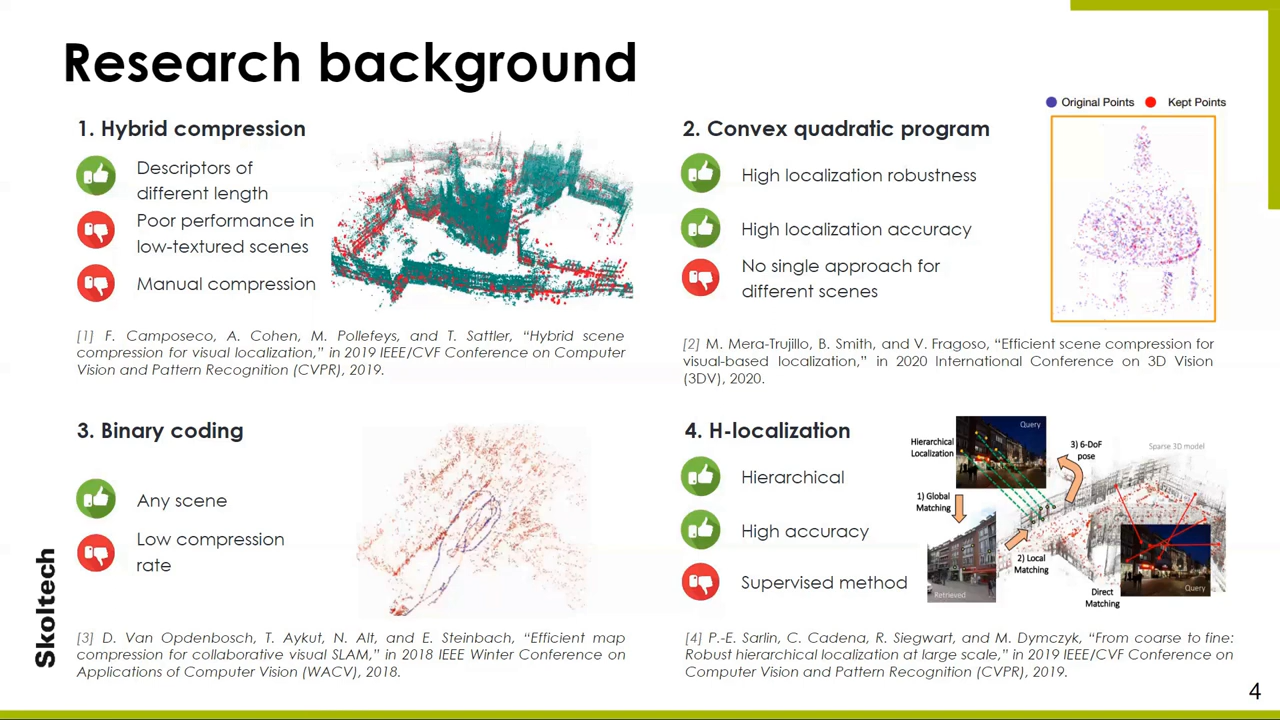 Research background
1. Hybrid compression
Descriptors of
different length
Poor performance in
low-textured scenes
Manual compression
[1] F. Camposeco, A. Cohen, M. Pollefeys, and T. Sattler, “Hybrid scene
compression for visual localization,” in 2019 IEEE/CVF Conference on Computer
Vision and Pattern Recognition (CVPR), 2019.
2. Convex quadratic program
Original Points
Kept Points
High localization robustness
High localization accuracy
No single approach for
different scenes
[2] M. Mera-Trujillo, B. Smith, and V. Fragoso, “Efficient scene compression for
visual-based localization,” in 2020 International Conference on 3D Vision
(3DV), 2020.
3. Binary coding
Any scene
Low compression
rate
[3] D. Van Opdenbosch, T. Aykut, N. Alt, and E. Steinbach, “Efficient map
compression for collaborative visual SLAM,” in 2018 IEEE Winter Conference on
Applications of Computer Vision (WACV), 2018.
4. H-localization
Hierarchical
High accuracy
Supervised method
Hierarchical
Localization
Query
3) 6-DoF
pose
Sparse 3D model
1) Global
Matching
2) Local
Matching
Retrieved
Direct
Matching
Query
[4] P.-E. Sarlin, C. Cadena, R. Siegwart, and M. Dymczyk, “From coarse to fine:
Robust hierarchical localization at large scale,” in 2019 IEEE/CVF Conference on
Computer Vision and Pattern Recognition (CVPR), 2019.
Skoltech
4